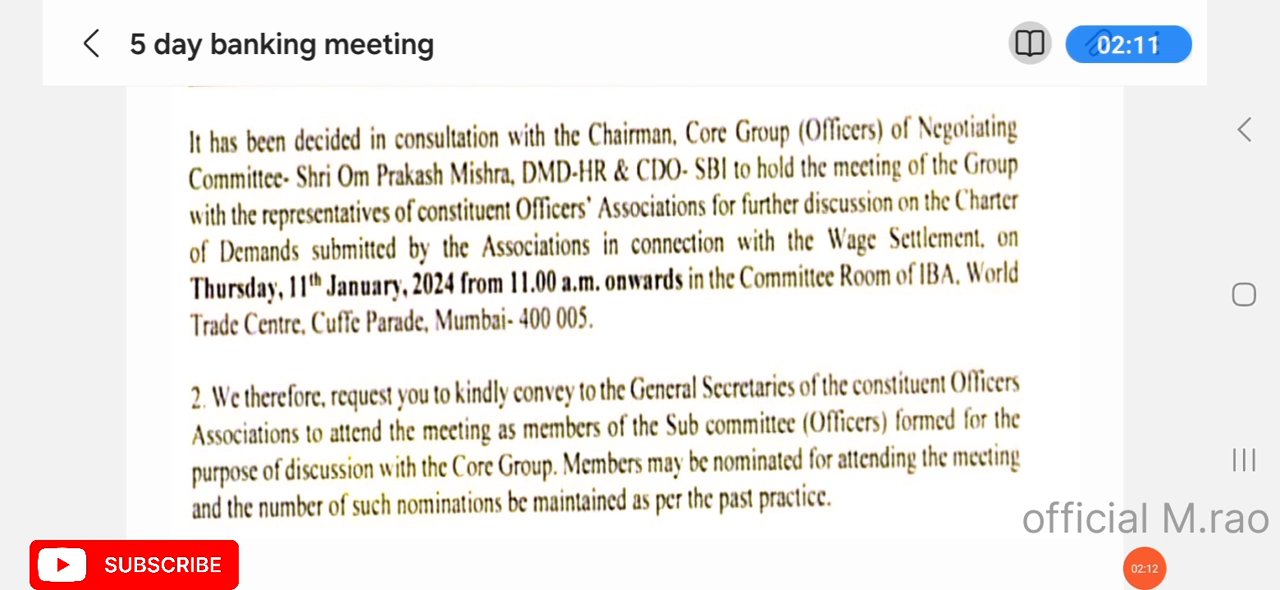 5 day banking meeting
02:11
It has been decided in consultation with the Chairman, Core Group (Officers) of Negotiating
Committee- Shri Om Prakash Mishra, DMD-HR & CDO- SBI to hold the meeting of the Group
with the representatives of constituent Officers' Associations for further discussion on the Charter
of Demands submitted by the Associations in connection with the Wage Settlement, on
Thursday, 11th January, 2024 from 11.00 a.m. onwards in the Committee Room of IBA, World
Trade Centre, Cuffe Parade, Mumbai- 400 005.
2. We therefore, request you to kindly convey to the General Secretaries of the constituent Officers
Associations to attend the meeting as members of the Sub committee (Officers) formed for the
purpose of discussion with the Core Group. Members may be nominated for attending the meeting
and the number of such nominations be maintained as per the past practice.
official M.rao
SUBSCRIBE
02:12